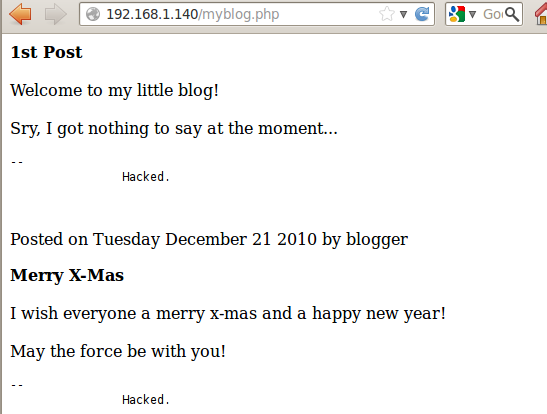 192.168.1.140/myblog.php
Go
1st Post
Welcome to my little blog!
Sry, I got nothing to say at the moment...
--
Hacked.
Posted on Tuesday December 21 2010 by blogger
Merry X-Mas
I wish everyone a merry x-mas and a happy new year!
May the force be with you!
--
Hacked.